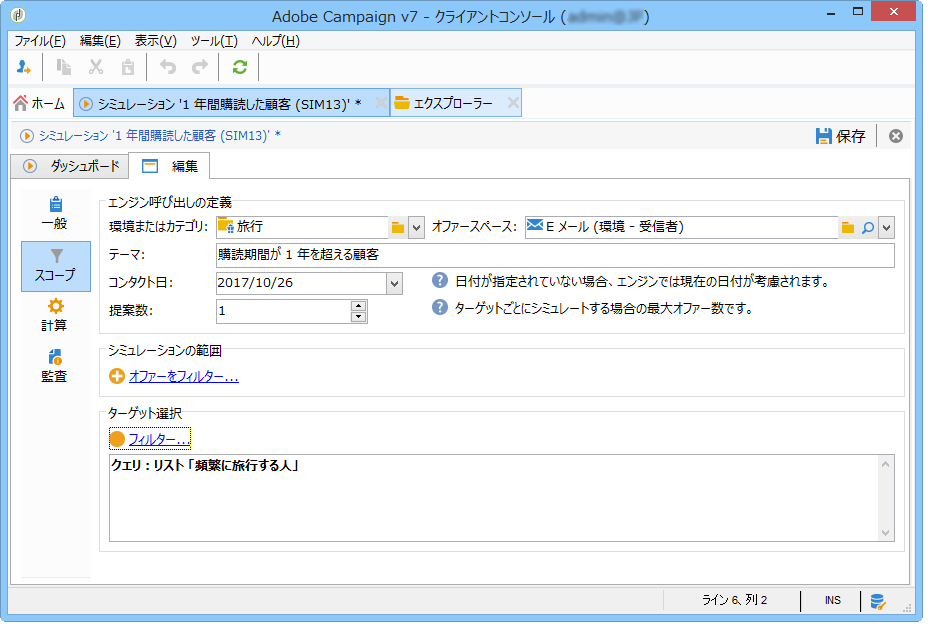 Adobe Campaign v7 - クライアントコンソール ( )
ファイル(F) 編集(E) 表示(V) ツール(T) ヘルプ(H)
ホーム シミュレーション '1 年間購読した顧客 (SIM13)' * エクスプローラー
シミュレーション '1 年間購読した顧客 (SIM13)' * 保存
ダッシュボード 編集
一般
スコープ
計算
監査
エンジン呼び出しの定義
環境またはカテゴリ: 旅行 オファースペース: E メール (環境 - 受信者)
テーマ: 購読期間が 1 年を超える顧客
コンタクト日: 2017/10/26 日付が指定されていない場合、エンジンでは現在の日付が考慮されます。
提案数: 1 ターゲットごとにシミュレートする場合の最大オファー数です。
シミュレーションの範囲
オファーをフィルター...
ターゲット選択
フィルター...
クエリ : リスト「頻繁に旅行する人」
ライン 6、列 2 INS